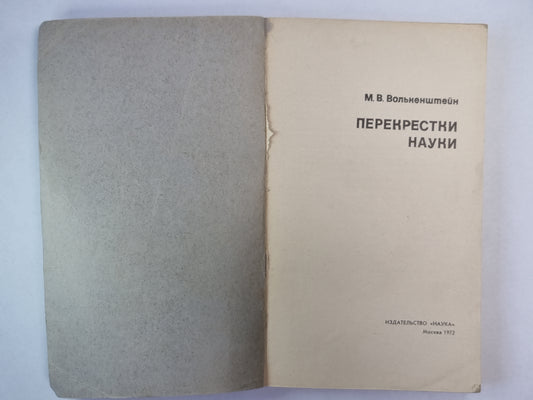 М. В. Волькенштейн
ПЕРЕКРЕСТКИ
НАУКИ
ИЗДАТЕЛЬСТВО «НАУКА»
Москва 1972